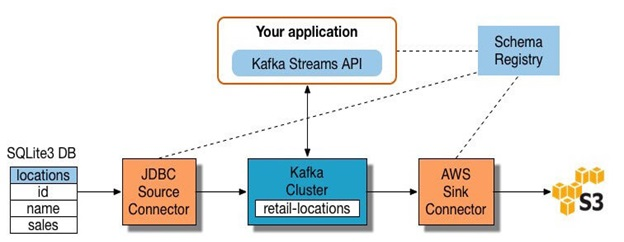 Your application
Kafka Streams API
Schema
Registry
SQLite3 DB
locations
id
name
sales
JDBC
Source
Connector
Kafka
Cluster
retail-locations
AWS
Sink
Connector
S3